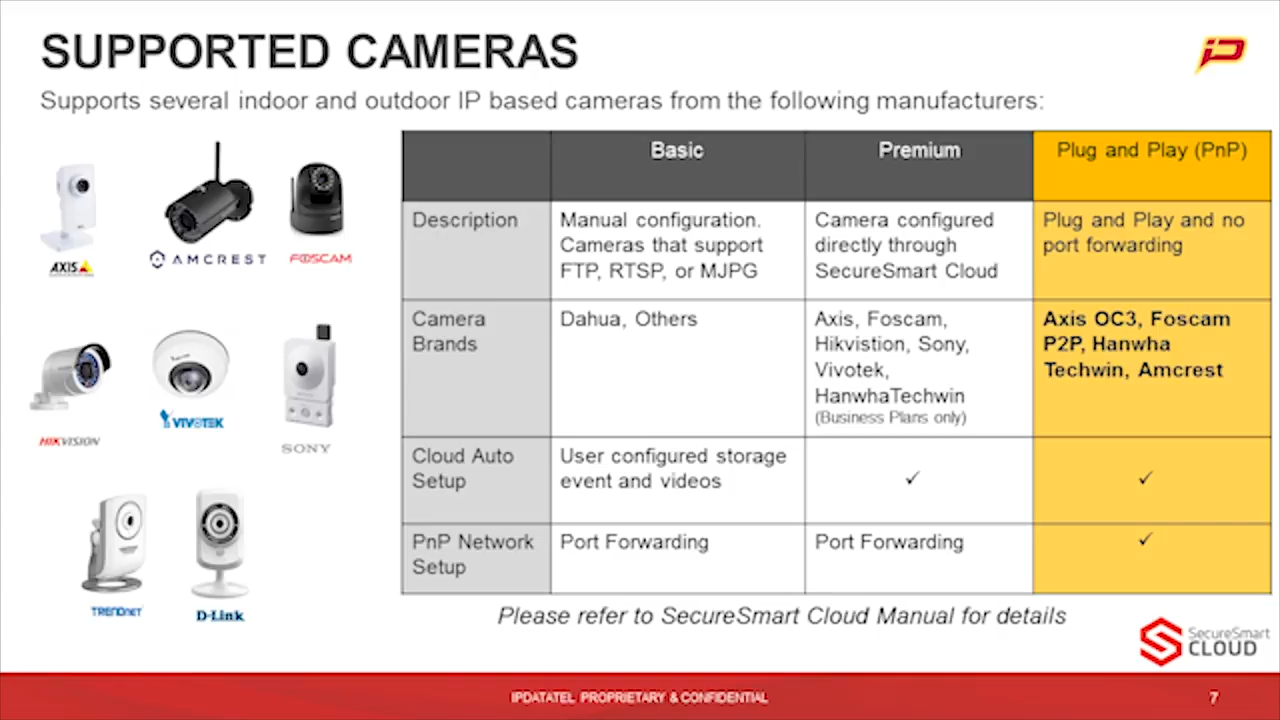 SUPPORTED CAMERAS
iD
Supports several indoor and outdoor IP based cameras from the following manufacturers:
AXIS
AMCREST
FOSCAM
HIKVISION
VIVOTEK
SONY
TRENDNET
D-Link
Basic
Premium
Plug and Play (PnP)
Description
Manual configuration.
Cameras that support
FTP, RTSP, or MJPG
Camera configured
directly through
SecureSmart Cloud
Plug and Play and no
port forwarding
Camera
Brands
Dahua, Others
Axis, Foscam,
Hikvistion, Sony,
Vivotek,
HanwhaTechwin
(Business Plans only)
Axis OC3, Foscam
P2P, Hanwha
Techwin, Amcrest
Cloud Auto
Setup
User configured storage
event and videos
✓
✓
PnP Network
Setup
Port Forwarding
Port Forwarding
✓
Please refer to SecureSmart Cloud Manual for details
SecureSmart
CLOUD
IPDATATEL PROPRIETARY & CONFIDENTIAL
7